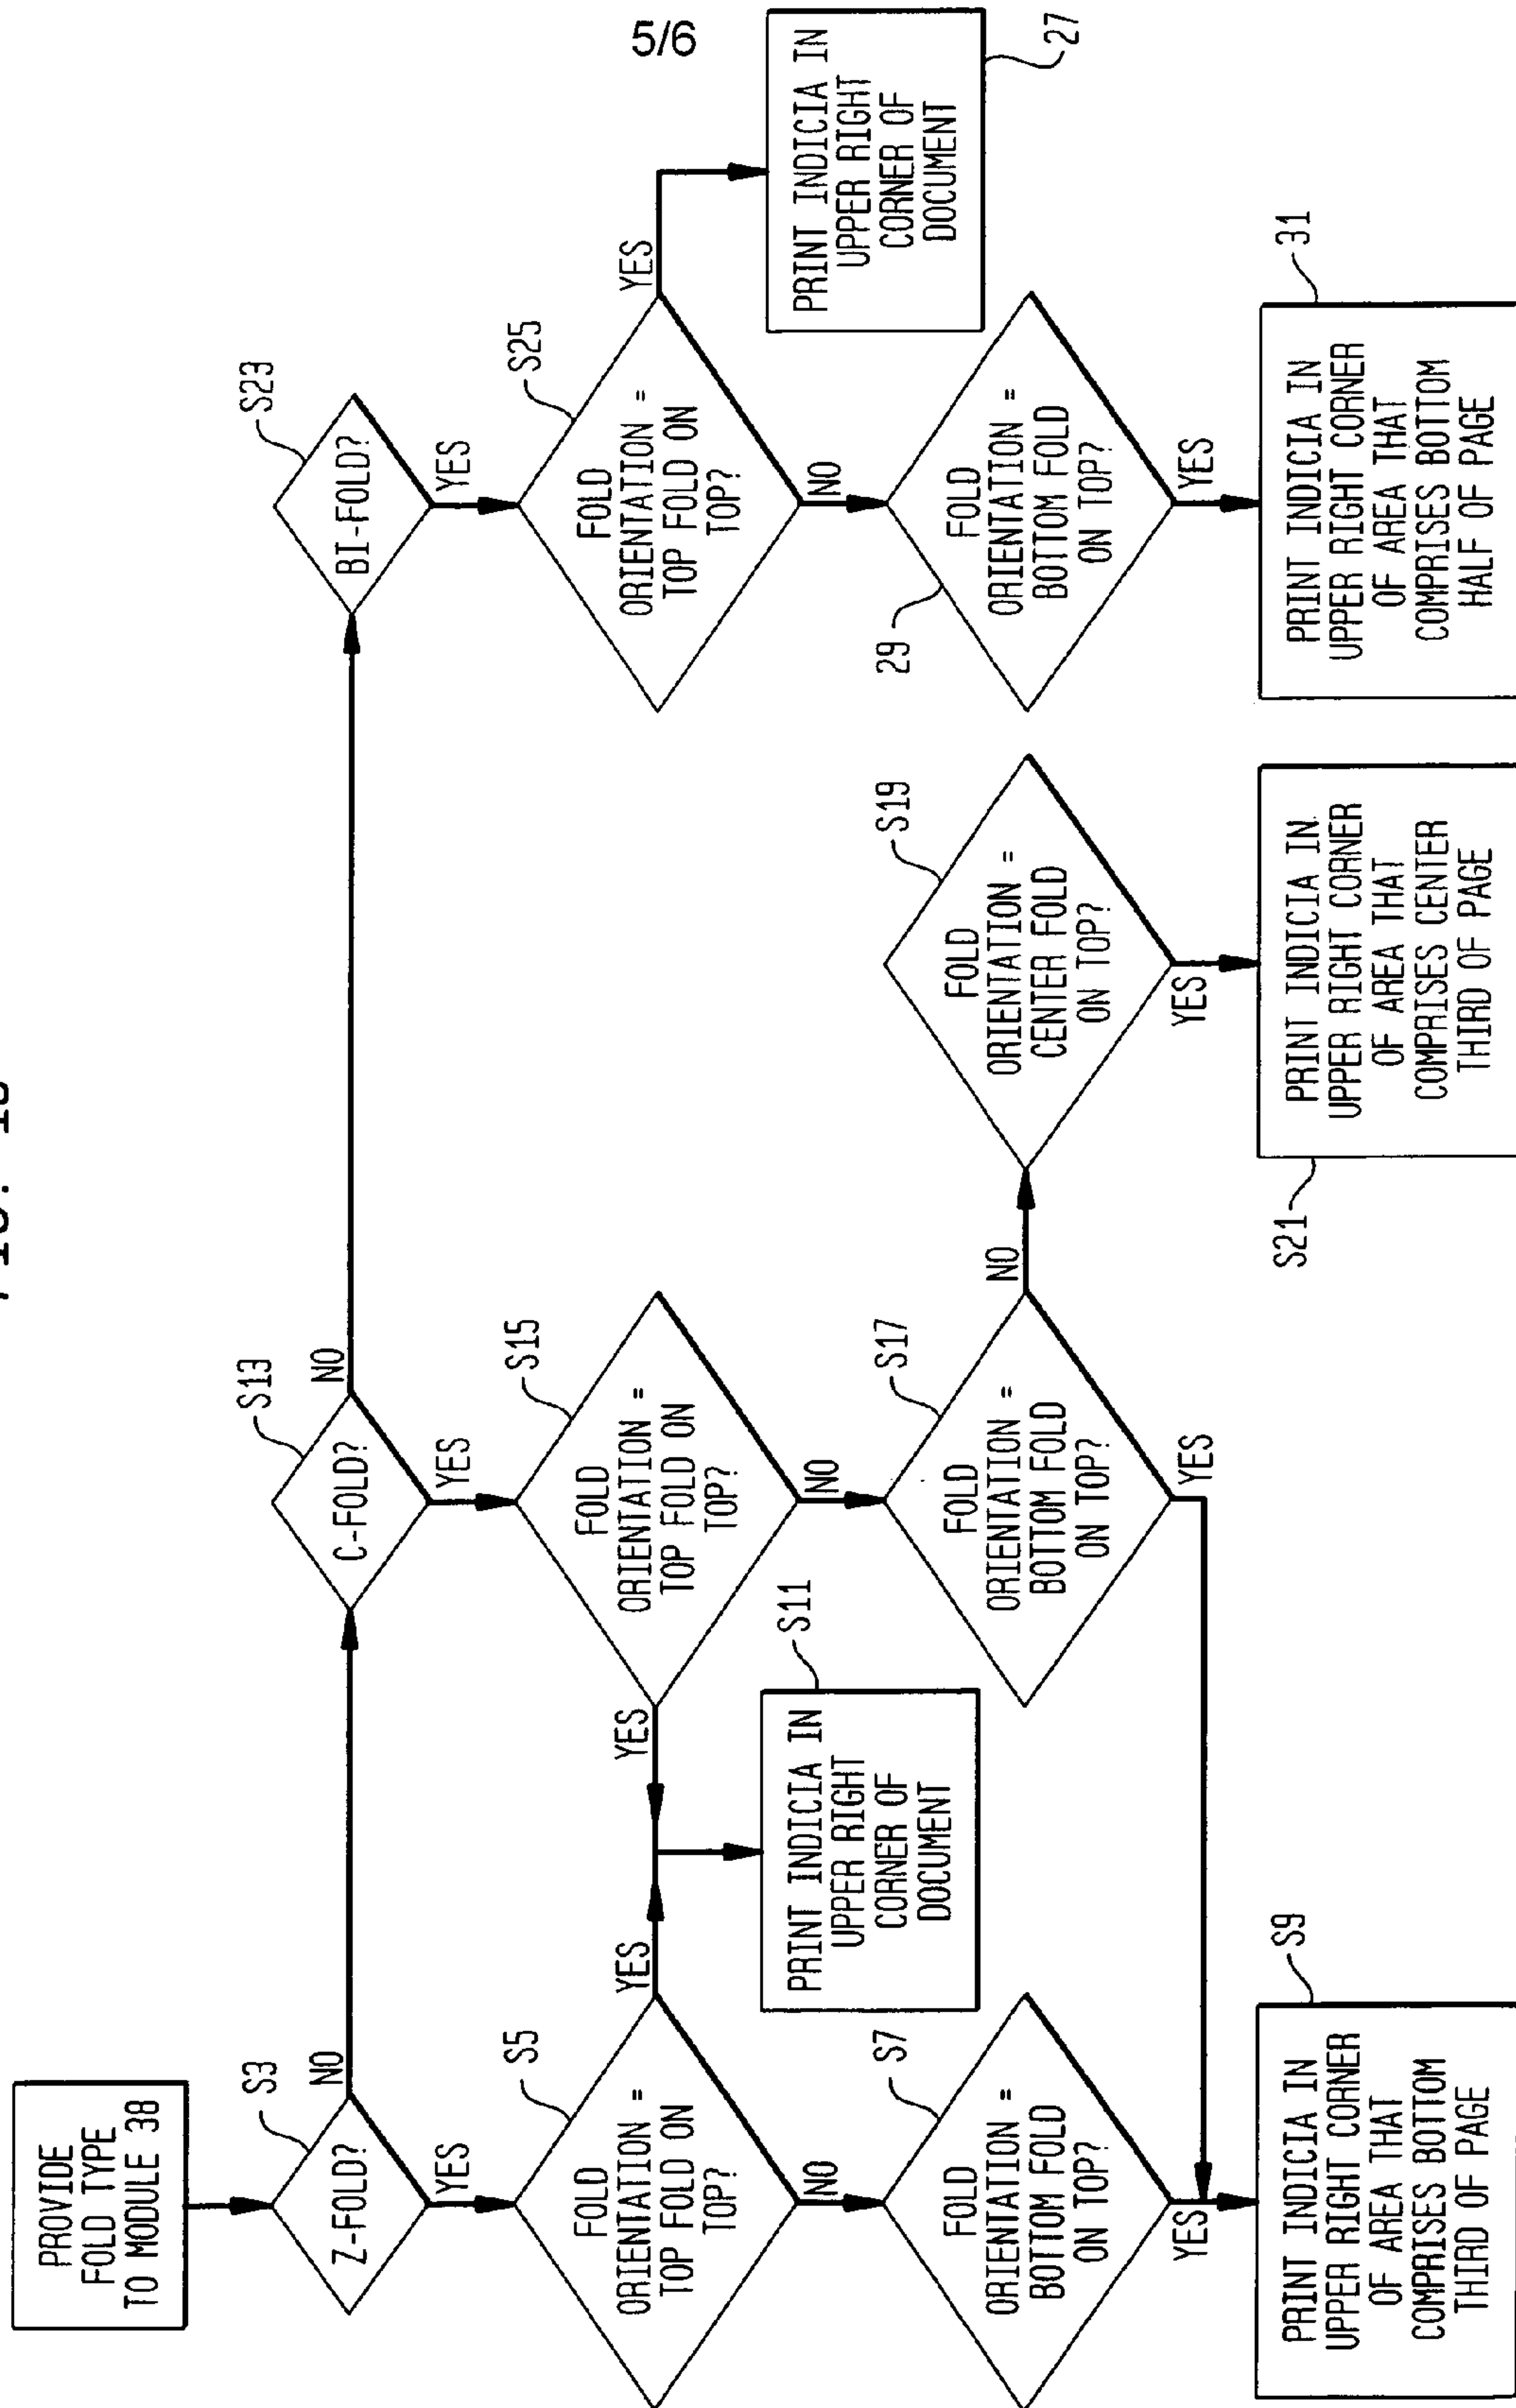 5/6
PROVIDE
FOLD TYPE
TO MODULE 38
Z-FOLD?
S3
NO
YES
FOLD
ORIENTATION =
TOP FOLD ON
TOP?
S5
YES
NO
FOLD
ORIENTATION =
BOTTOM FOLD
ON TOP?
S7
YES
PRINT INDICIA IN
UPPER RIGHT CORNER
OF AREA THAT
COMPRISES BOTTOM
THIRD OF PAGE
S9
PRINT INDICIA IN
UPPER RIGHT
CORNER OF
DOCUMENT
S11
C-FOLD?
S13
NO
YES
FOLD
ORIENTATION =
TOP FOLD ON
TOP?
S15
YES
NO
FOLD
ORIENTATION =
BOTTOM FOLD
ON TOP?
S17
NO
YES
FOLD
ORIENTATION =
CENTER FOLD
ON TOP?
S19
YES
PRINT INDICIA IN
UPPER RIGHT CORNER
OF AREA THAT
COMPRISES CENTER
THIRD OF PAGE
S21
BI-FOLD?
S23
YES
FOLD
ORIENTATION =
TOP FOLD ON
TOP?
S25
YES
NO
PRINT INDICIA IN
UPPER RIGHT
CORNER OF
DOCUMENT
27
FOLD
ORIENTATION =
BOTTOM FOLD
ON TOP?
29
YES
PRINT INDICIA IN
UPPER RIGHT CORNER
OF AREA THAT
COMPRISES BOTTOM
HALF OF PAGE
31